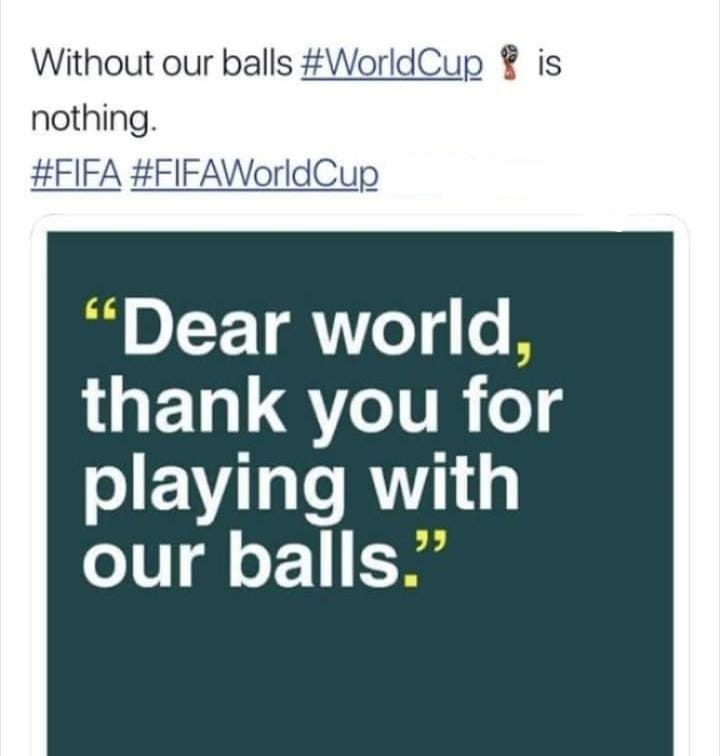 Without our balls #WorldCup 🏆 is
nothing.
#FIFA #FIFAWorldCup
“Dear world,
thank you for
playing with
our balls.”